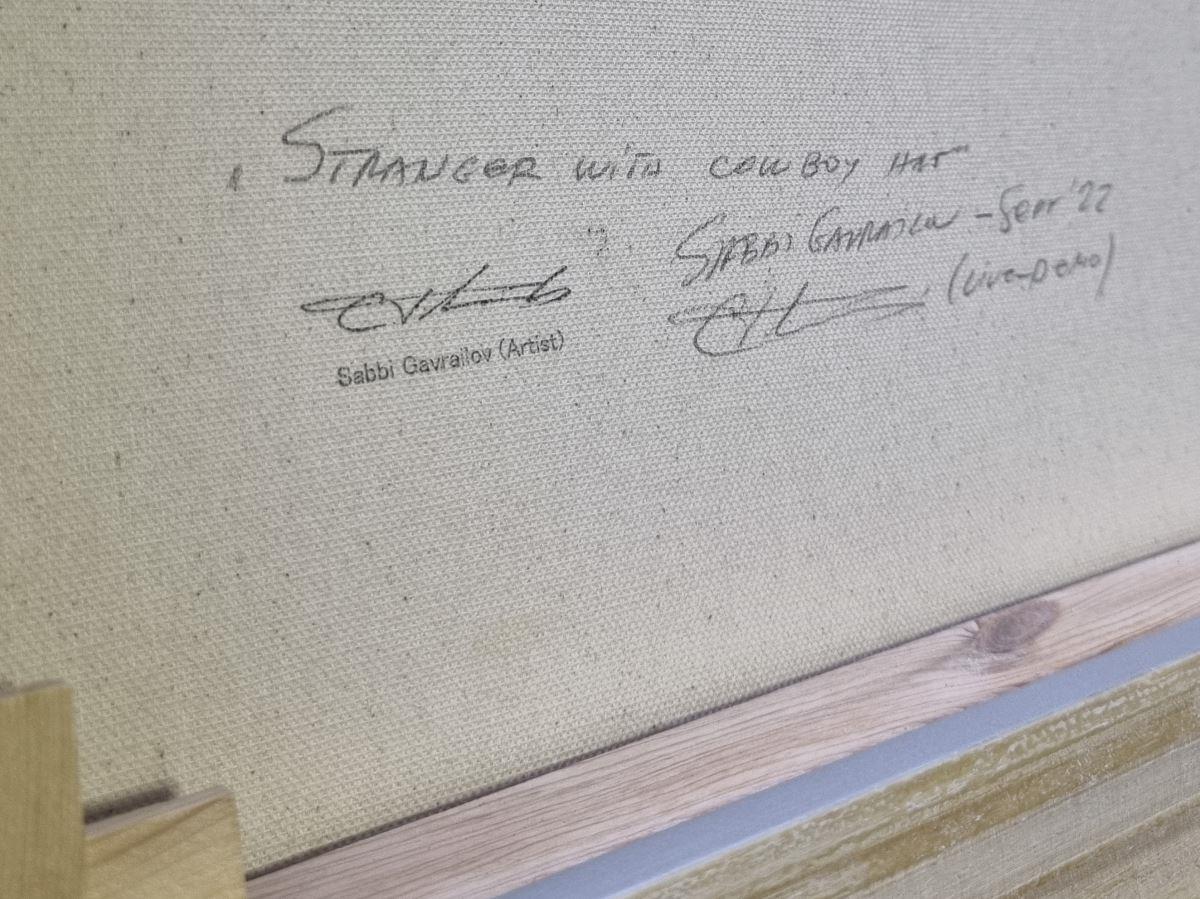 „STRANGER WITH COWBOY HAT"
SABBI GAVRAILOV - SEPT '22
(LIVE-DEMO)
Sabbi Gavrailov (Artist)